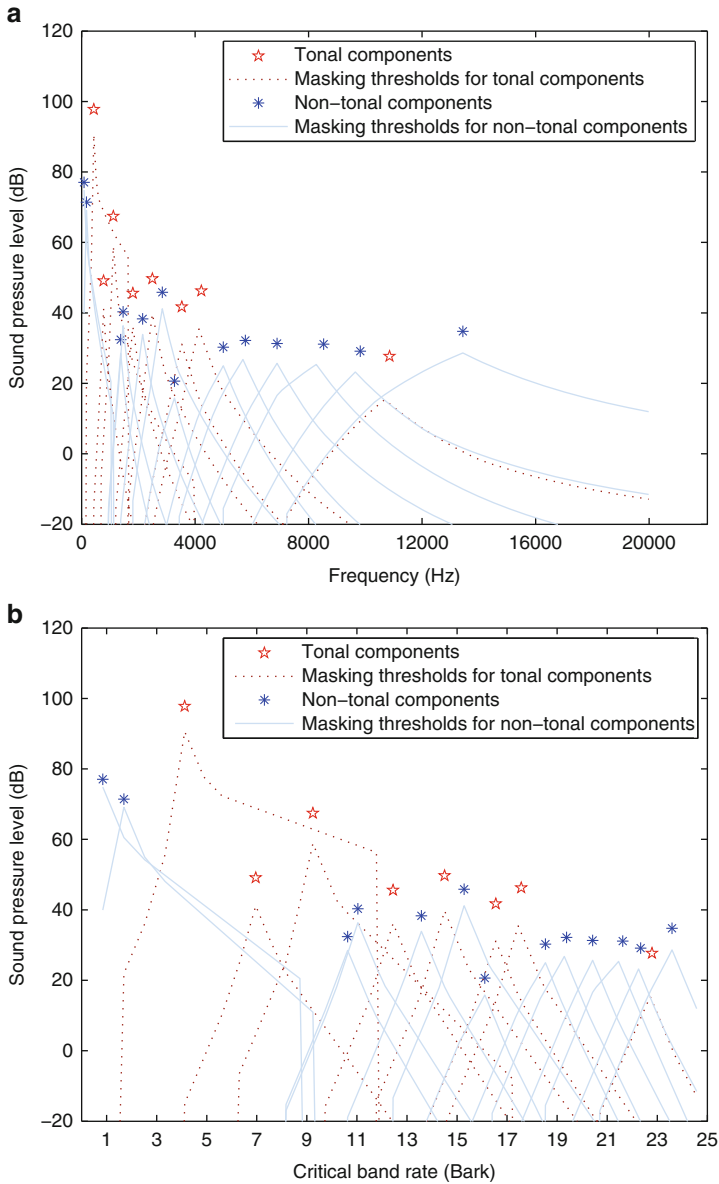 a
120
100
80
60
40
20
0
−20
Sound pressure level (dB)
Tonal components
Masking thresholds for tonal components
Non-tonal components
Masking thresholds for non-tonal components
0 4000 8000 12000 16000 20000
Frequency (Hz)
b
120
100
80
60
40
20
0
−20
Sound pressure level (dB)
Tonal components
Masking thresholds for tonal components
Non-tonal components
Masking thresholds for non-tonal components
1 3 5 7 9 11 13 15 17 19 21 23 25
Critical band rate (Bark)